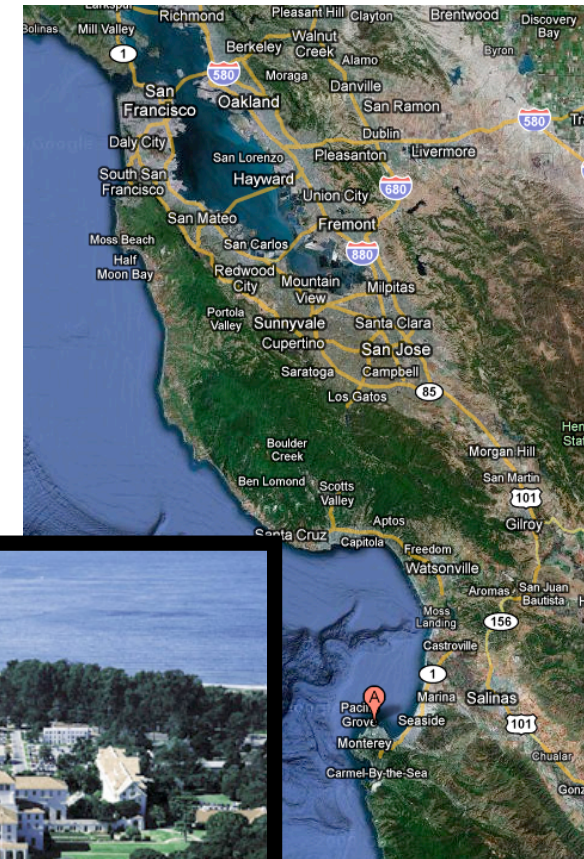 Larkspur
Richmond
Pleasant Hill
Clayton
Brentwood
Discovery
Bay
Bolinas
Mill Valley
1
Berkeley
Walnut
Creek
Byron
580
Moraga
Alamo
Danville
San
Francisco
Oakland
San Ramon
580
Dublin
Daly City
San Lorenzo
Pleasanton
Livermore
South San
Francisco
Hayward
680
Union City
San Mateo
Fremont
Moss Beach
San Carlos
880
Half
Moon Bay
Redwood
City
Mountain
View
Milpitas
Portola
Valley
Sunnyvale
Santa Clara
Cupertino
San Jose
Saratoga
Campbell
Los Gatos
85
Boulder
Creek
Morgan Hill
Ben Lomond
Scotts
Valley
San Martin
101
Gilroy
Santa Cruz
Aptos
Capitola
Freedom
Watsonville
Aromas
San Juan
Bautista
Moss
Landing
156
Castroville
1
A
Marina
Salinas
Pacific
Grove
Seaside
101
Monterey
Chualar
Carmel-By-the-Sea